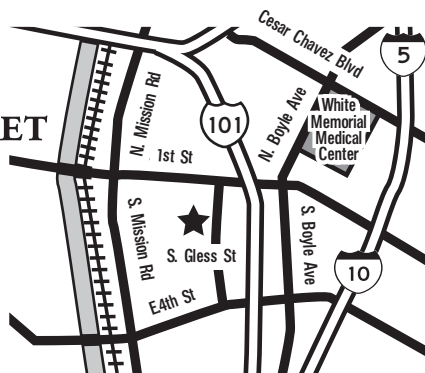 Cesar Chavez Blvd
5
N. Mission Rd
101
N. Boyle Ave
White
Memorial
Medical
Center
ET
1st St
S. Mission Rd
S. Gless St
S. Boyle Ave
10
E.4th St